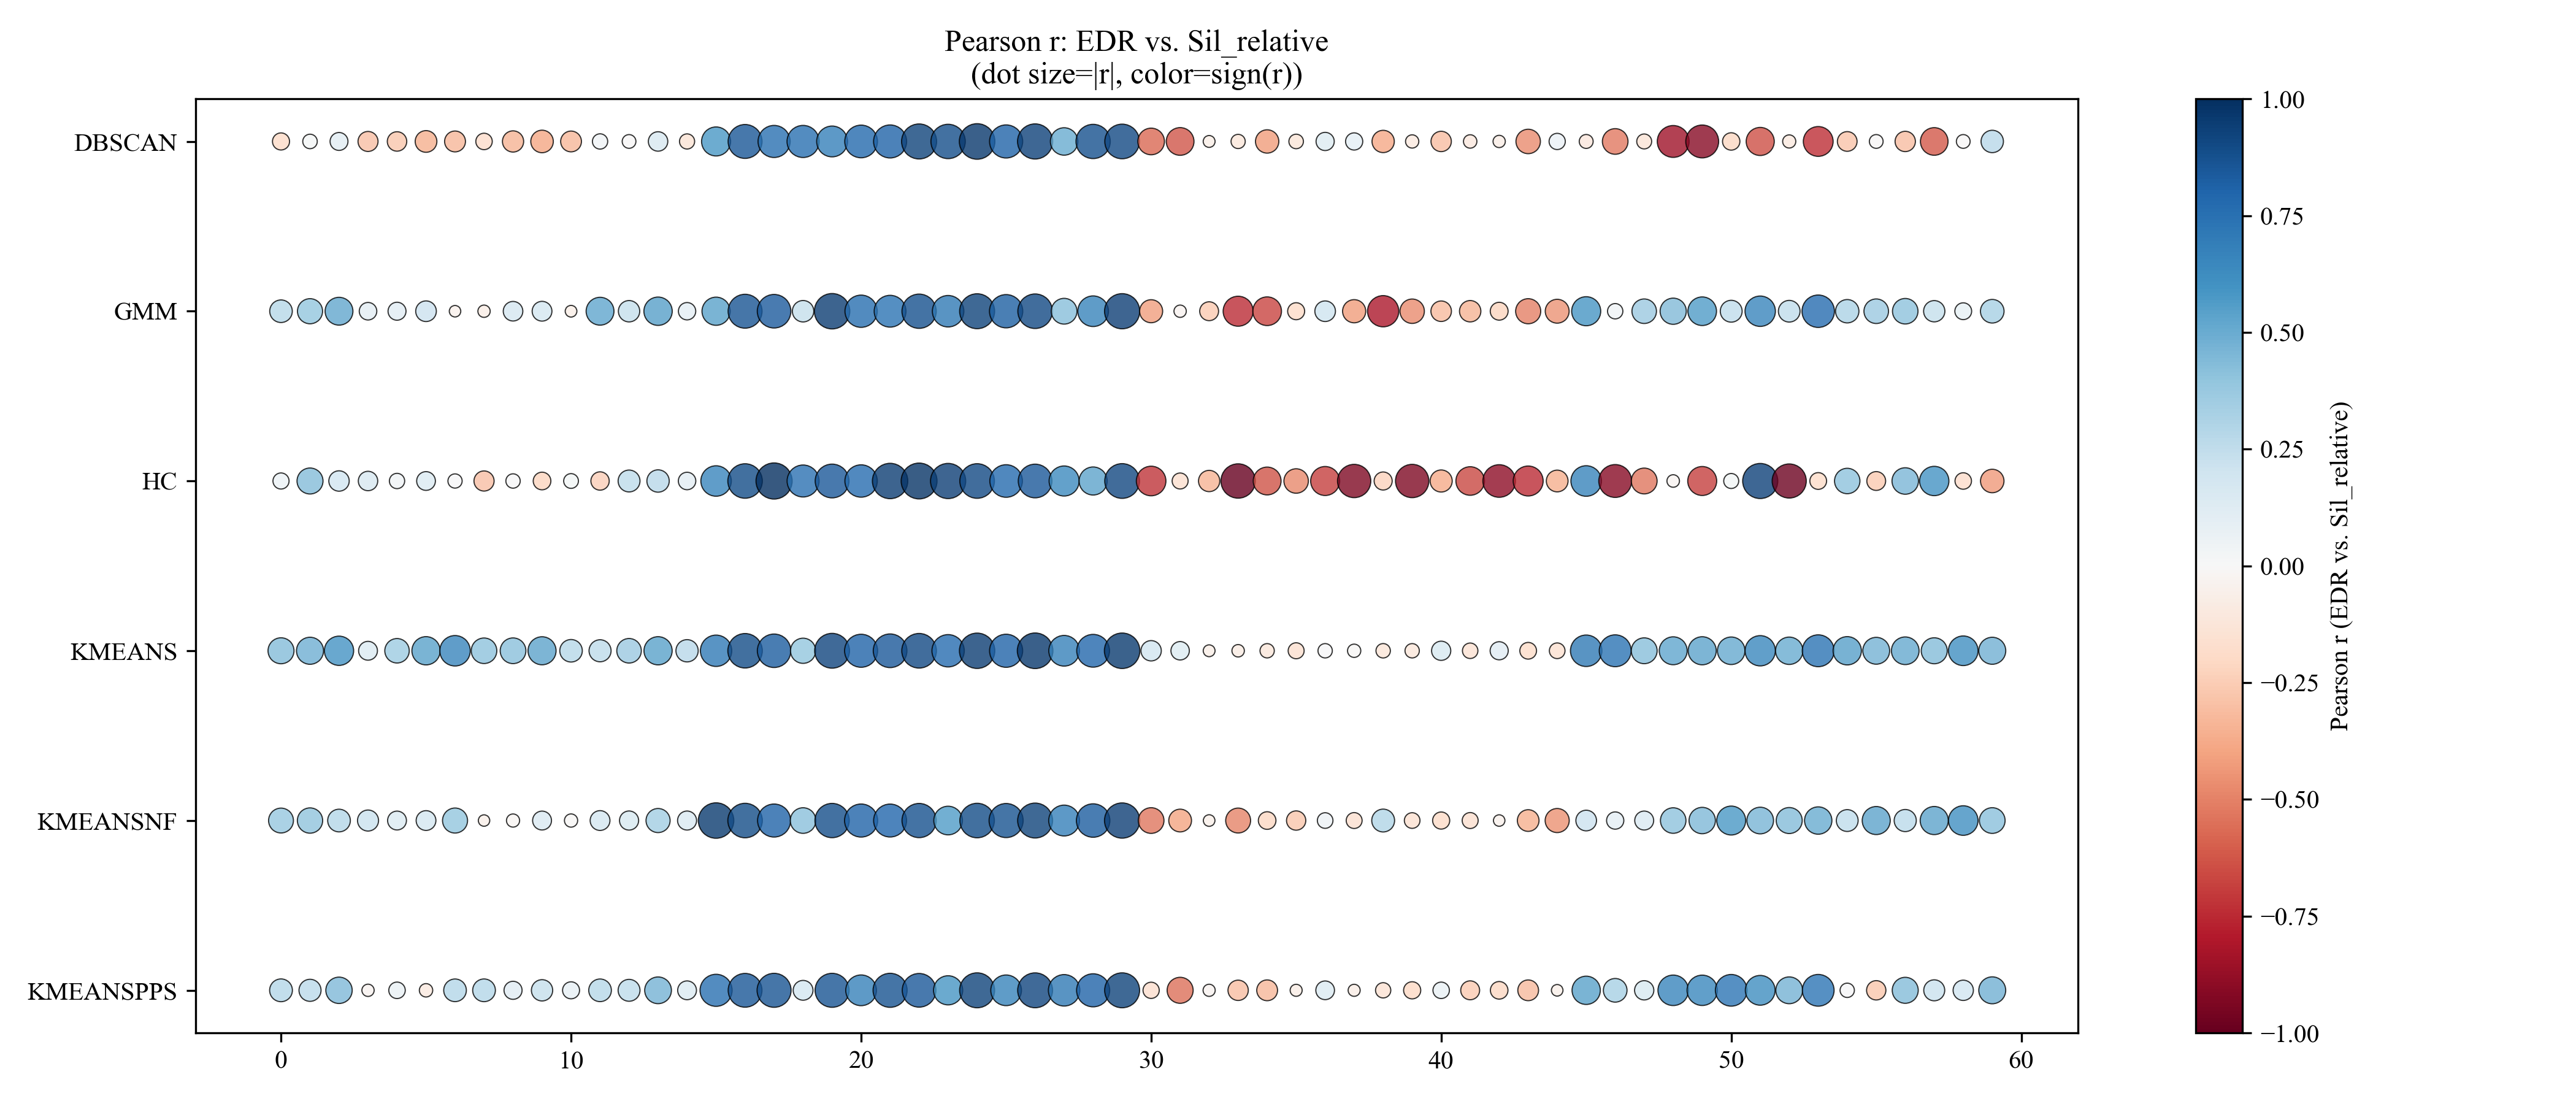 Pearson r: EDR vs. Sil_relative
(dot size=|r|, color=sign(r))
DBSCAN
GMM
HC
KMEANS
KMEANSNF
KMEANSPPS
0
10
20
30
40
50
60
1.00
0.75
0.50
0.25
0.00
−0.25
−0.50
−0.75
−1.00
Pearson r (EDR vs. Sil_relative)